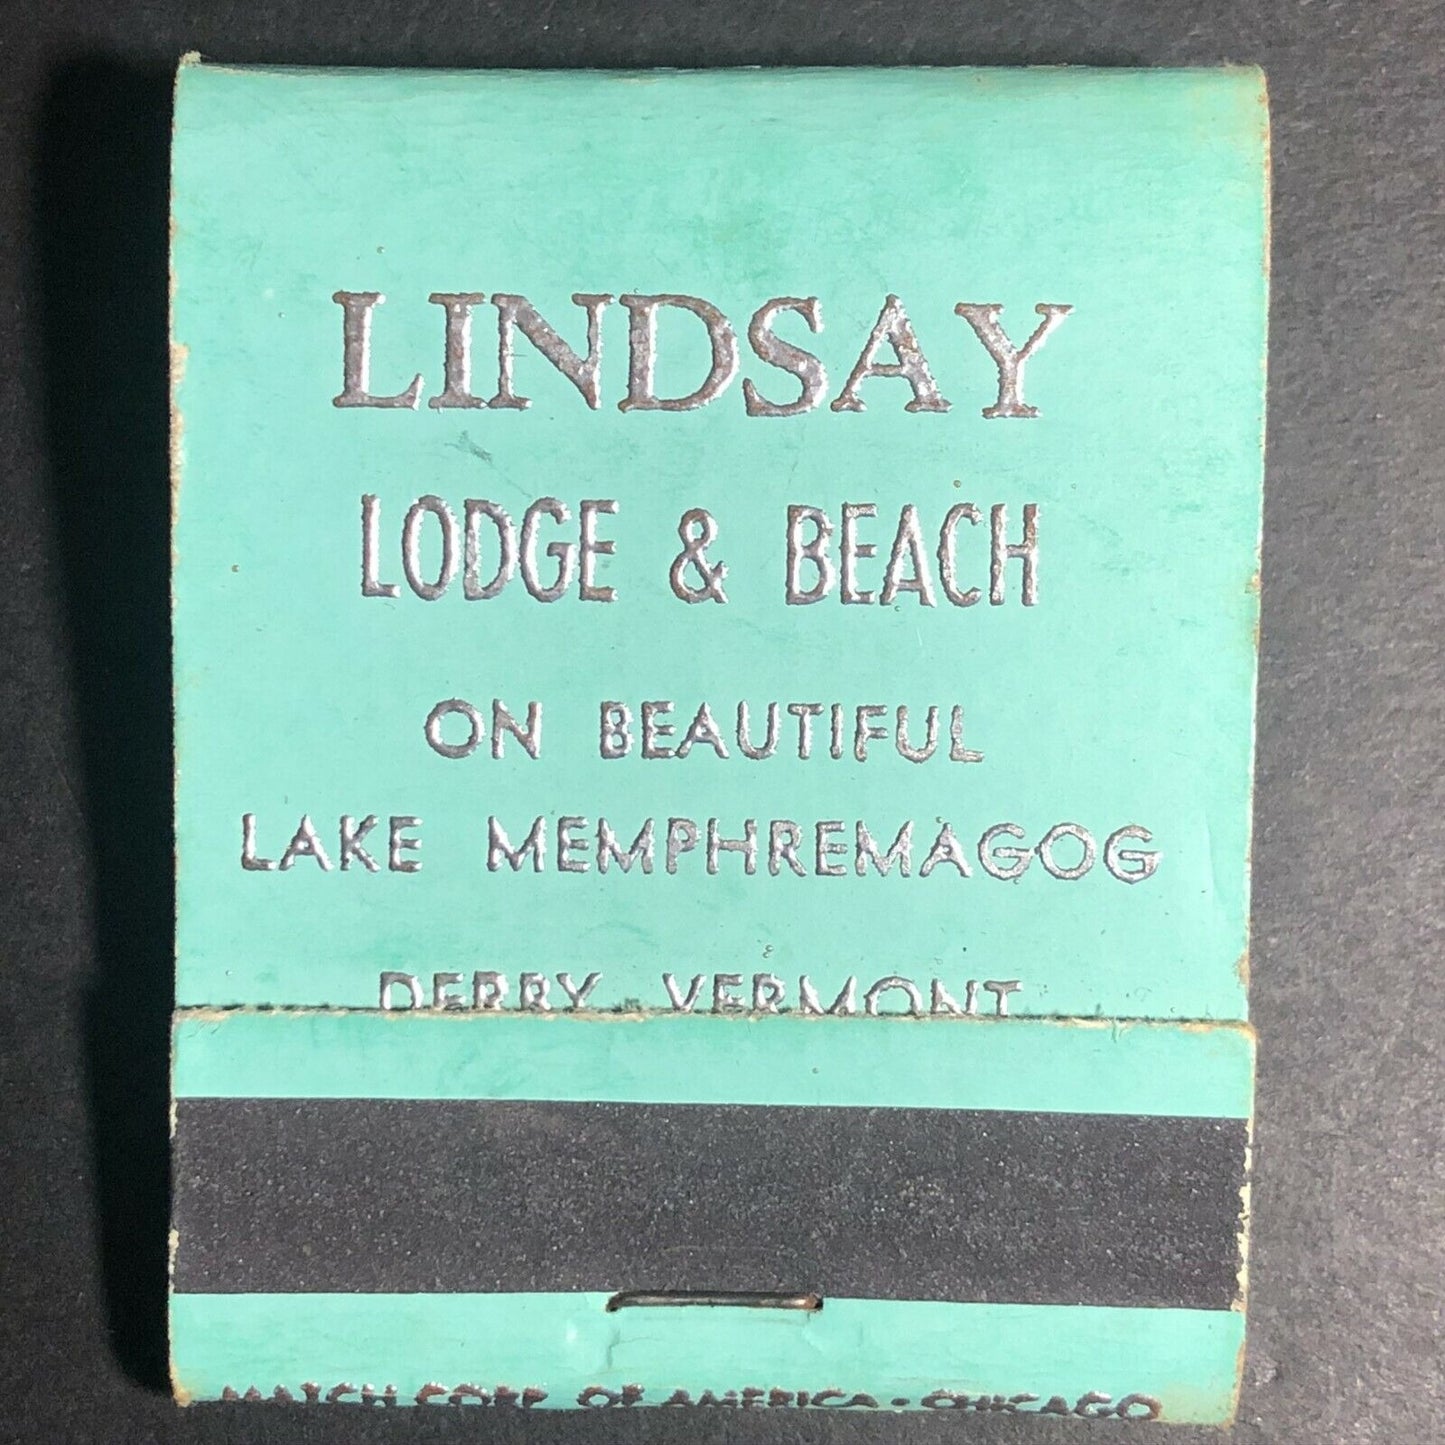 LINDSAY
LODGE & BEACH
ON BEAUTIFUL
LAKE MEMPHREMAGOG
DERBY, VERMONT
MATCH CORP. OF AMERICA • CHICAGO